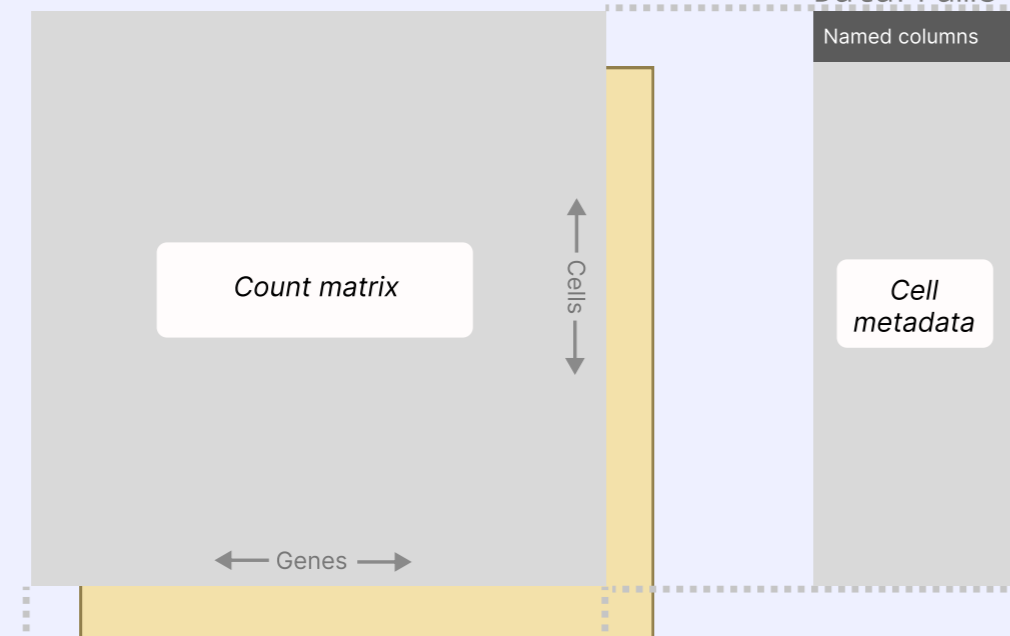 Named columns
Count matrix
Cells
Cell
metadata
Genes